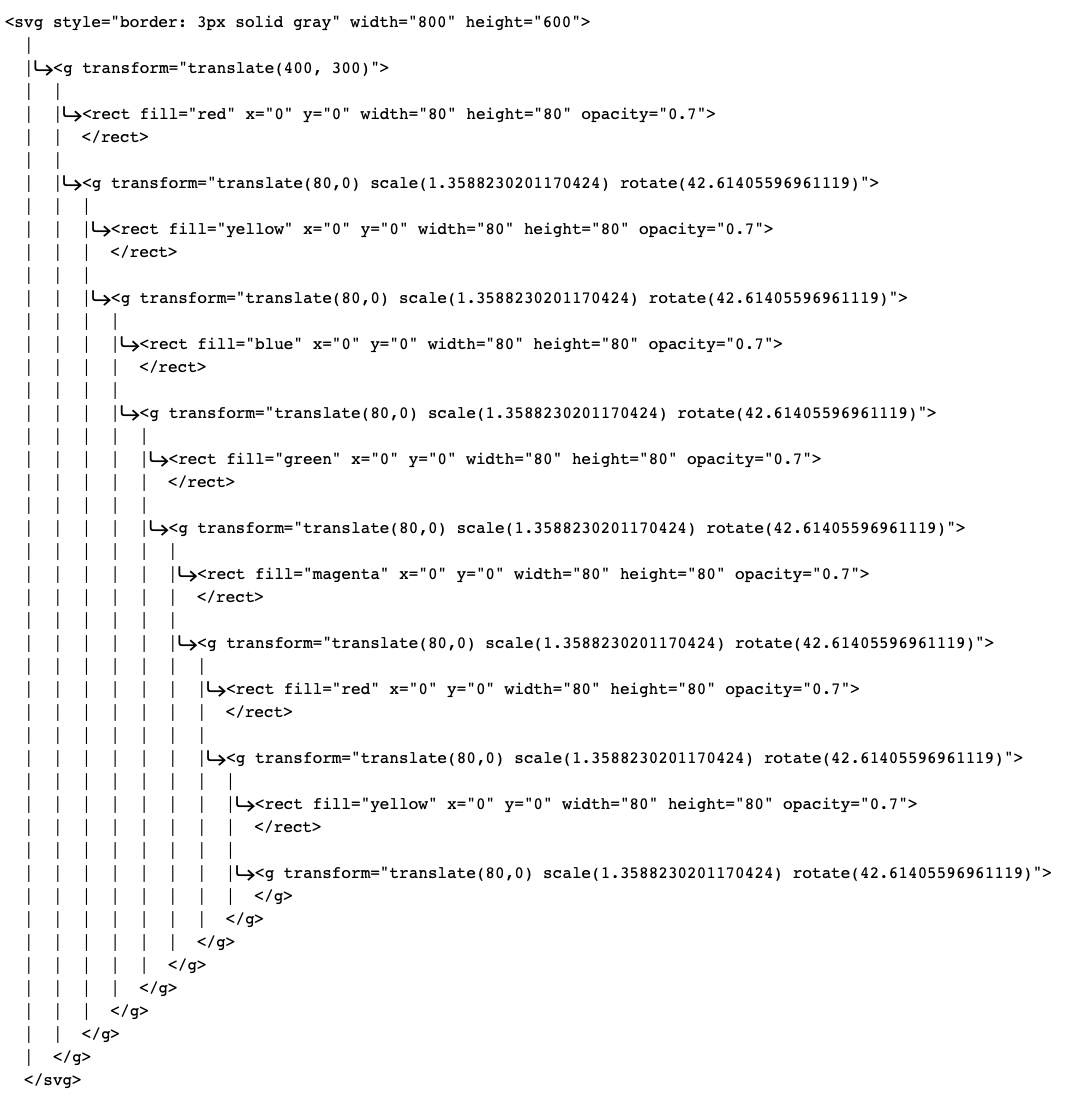 <svg style="border: 3px solid gray" width="800" height="600">
<g transform="translate(400, 300)">
<rect fill="red" x="0" y="0" width="80" height="80" opacity="0.7">
</rect>
<g transform="translate(80,0) scale(1.3588230201170424) rotate(42.61405596961119)">
<rect fill="yellow" x="0" y="0" width="80" height="80" opacity="0.7">
</rect>
<g transform="translate(80,0) scale(1.3588230201170424) rotate(42.61405596961119)">
<rect fill="blue" x="0" y="0" width="80" height="80" opacity="0.7">
</rect>
<g transform="translate(80,0) scale(1.3588230201170424) rotate(42.61405596961119)">
<rect fill="green" x="0" y="0" width="80" height="80" opacity="0.7">
</rect>
<g transform="translate(80,0) scale(1.3588230201170424) rotate(42.61405596961119)">
<rect fill="magenta" x="0" y="0" width="80" height="80" opacity="0.7">
</rect>
<g transform="translate(80,0) scale(1.3588230201170424) rotate(42.61405596961119)">
<rect fill="red" x="0" y="0" width="80" height="80" opacity="0.7">
</rect>
<g transform="translate(80,0) scale(1.3588230201170424) rotate(42.61405596961119)">
<rect fill="yellow" x="0" y="0" width="80" height="80" opacity="0.7">
</rect>
<g transform="translate(80,0) scale(1.3588230201170424) rotate(42.61405596961119)">
</g>
</g>
</g>
</g>
</g>
</g>
</g>
</g>
</svg>